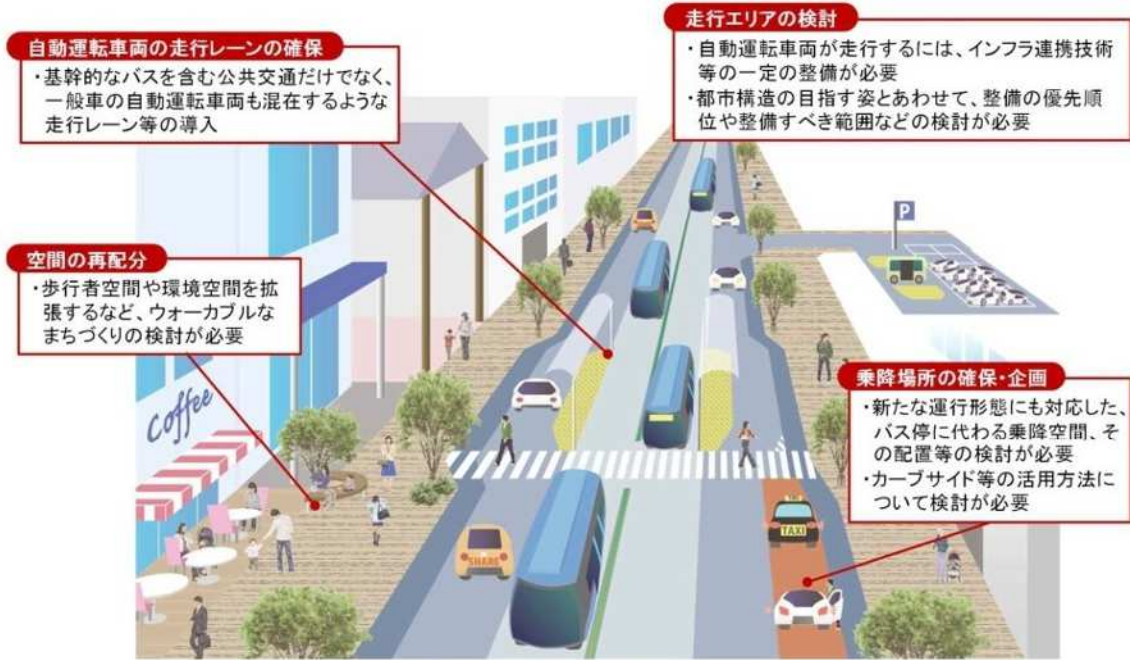 自動運転車両の走行レーンの確保
・基幹的なバスを含む公共交通だけでなく、
一般車の自動運転車両も混在するような
走行レーン等の導入
走行エリアの検討
・自動運転車両が走行するには、インフラ連携技術
等の一定の整備が必要
・都市構造の目指す姿とあわせて、整備の優先順
位や整備すべき範囲などの検討が必要
空間の再配分
・歩行者空間や環境空間を拡
張するなど、ウォーカブルな
まちづくりの検討が必要
P
乗降場所の確保・企画
・新たな運行形態にも対応した、
バス停に代わる乗降空間、そ
の配置等の検討が必要
・カーブサイド等の活用方法に
ついて検討が必要
Coffee
TAXI
SHARE